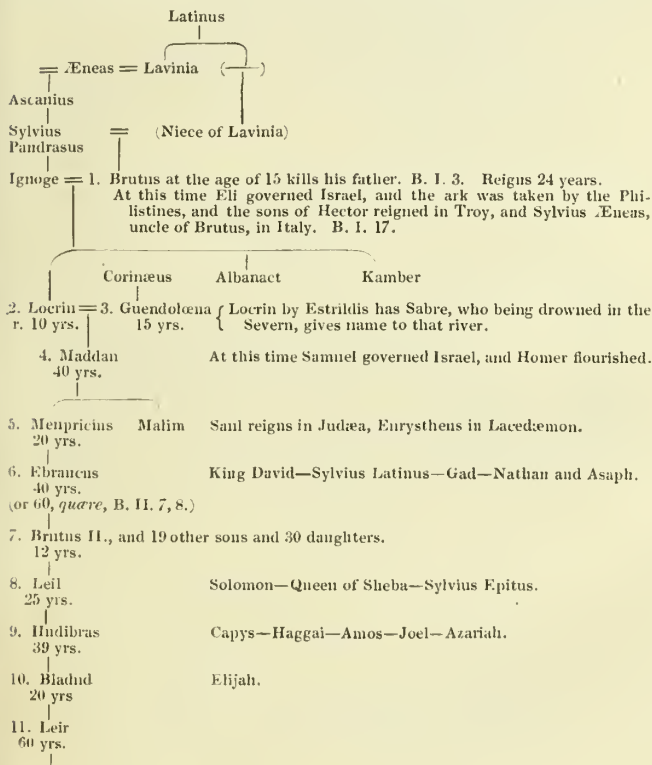 Latinus
= Æneas = Lavinia (—)
Ascanius
Sylvius = (Niece of Lavinia)
Pandrasus
Ignoge = 1. Brutus at the age of 15 kills his father. B. I. 3. Reigns 24 years.
At this time Eli governed Israel, and the ark was taken by the Phi-
listines, and the sons of Hector reigned in Troy, and Sylvius Æneas,
uncle of Brutus, in Italy. B. I. 17.
Corinæus Albanact Kamber
2. Locrin = 3. Guendolœna { Locrin by Estrildis has Sabre, who being drowned in the
r. 10 yrs. 15 yrs. Severn, gives name to that river.
4. Maddan At this time Samuel governed Israel, and Homer flourished.
40 yrs.
5. Menpricius Malim Saul reigns in Judæa, Eurystheus in Lacedæmon.
20 yrs.
6. Ebraucus King David—Sylvius Latinus—Gad—Nathan and Asaph.
40 yrs.
(or 60, quære, B. II. 7, 8.)
7. Brutus II., and 19 other sons and 30 daughters.
12 yrs.
8. Leil Solomon—Queen of Sheba—Sylvius Epitus.
25 yrs.
9. Hudibras Capys—Haggai—Amos—Joel—Azariah.
39 yrs.
10. Bladud Elijah.
20 yrs
11. Leir
60 yrs.